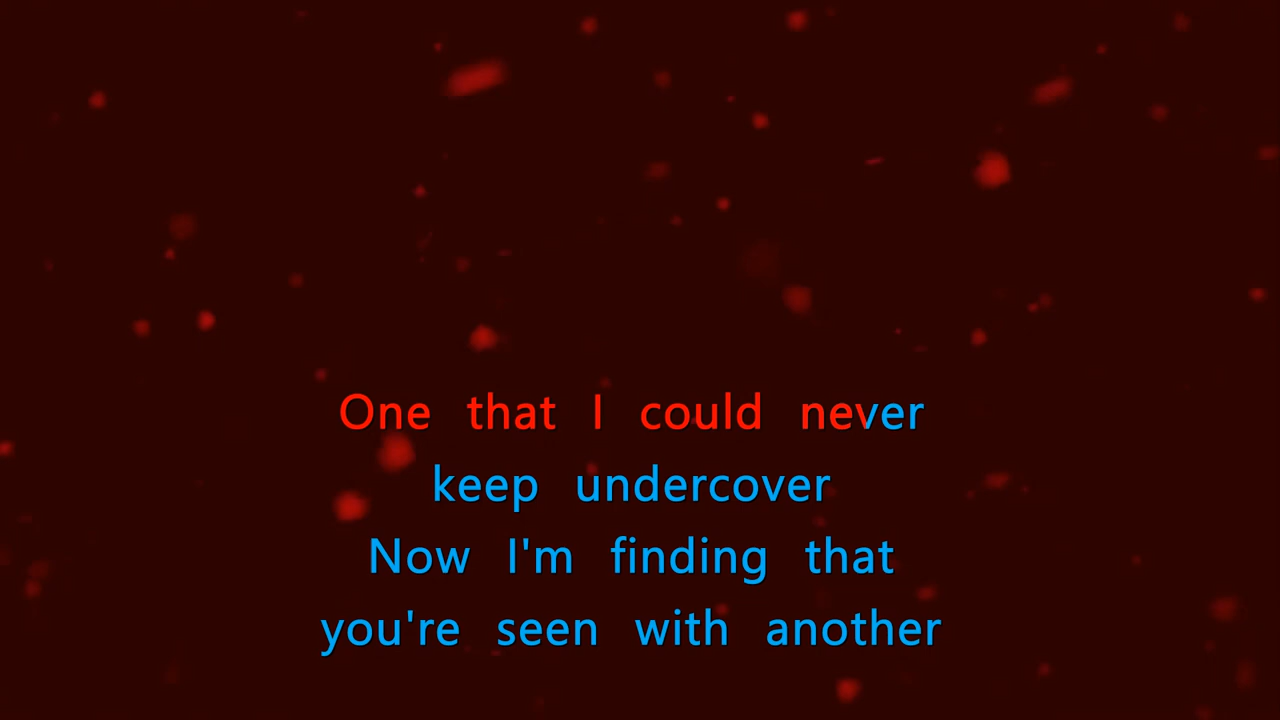 One that I could never
keep undercover
Now I'm finding that
you're seen with another